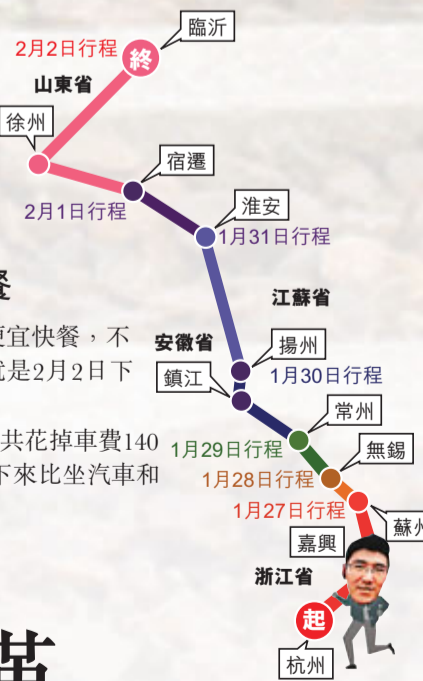 臨沂
2月2日行程
終
山東省
徐州
宿遷
2月1日行程
淮安
1月31日行程
江蘇省
餐
便宜快餐，不
就是2月2日下
安徽省
揚州
鎮江
1月30日行程
常州
共花掉車費140
1月29日行程
無錫
下來比坐汽車和
1月28日行程
1月27日行程
蘇州
嘉興
浙江省
起
杭州